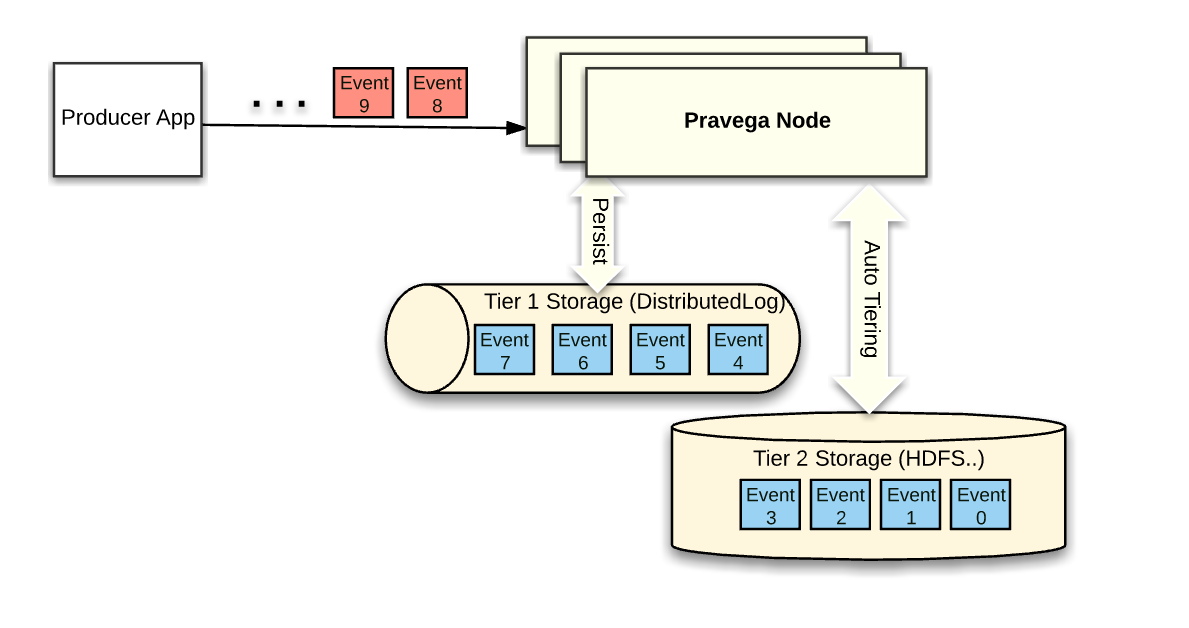 Producer App
. . .
Event
9
Event
8
Pravega Node
Persist
Auto Tiering
Tier 1 Storage (DistributedLog)
Event
7
Event
6
Event
5
Event
4
Tier 2 Storage (HDFS..)
Event
3
Event
2
Event
1
Event
0